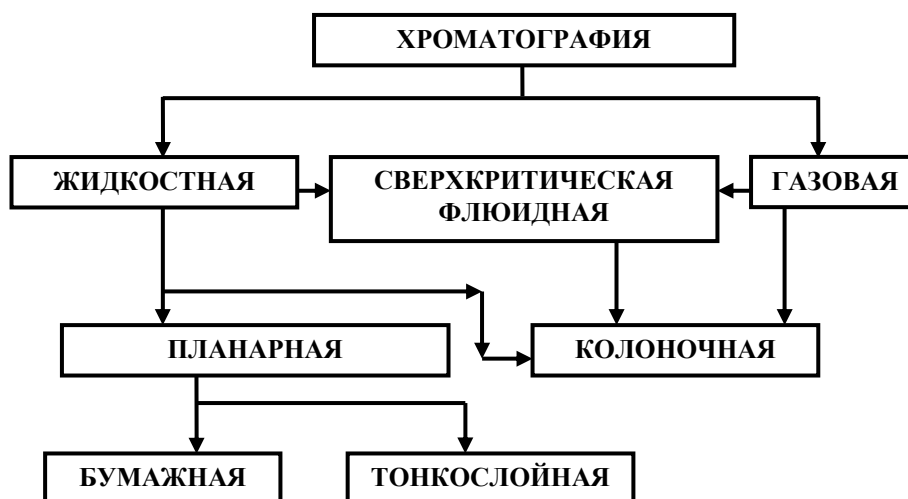 ХРОМАТОГРАФИЯ
ЖИДКОСТНАЯ
СВЕРХКРИТИЧЕСКАЯ
ФЛЮИДНАЯ
ГАЗОВАЯ
ПЛАНАРНАЯ
КОЛОНОЧНАЯ
БУМАЖНАЯ
ТОНКОСЛОЙНАЯ